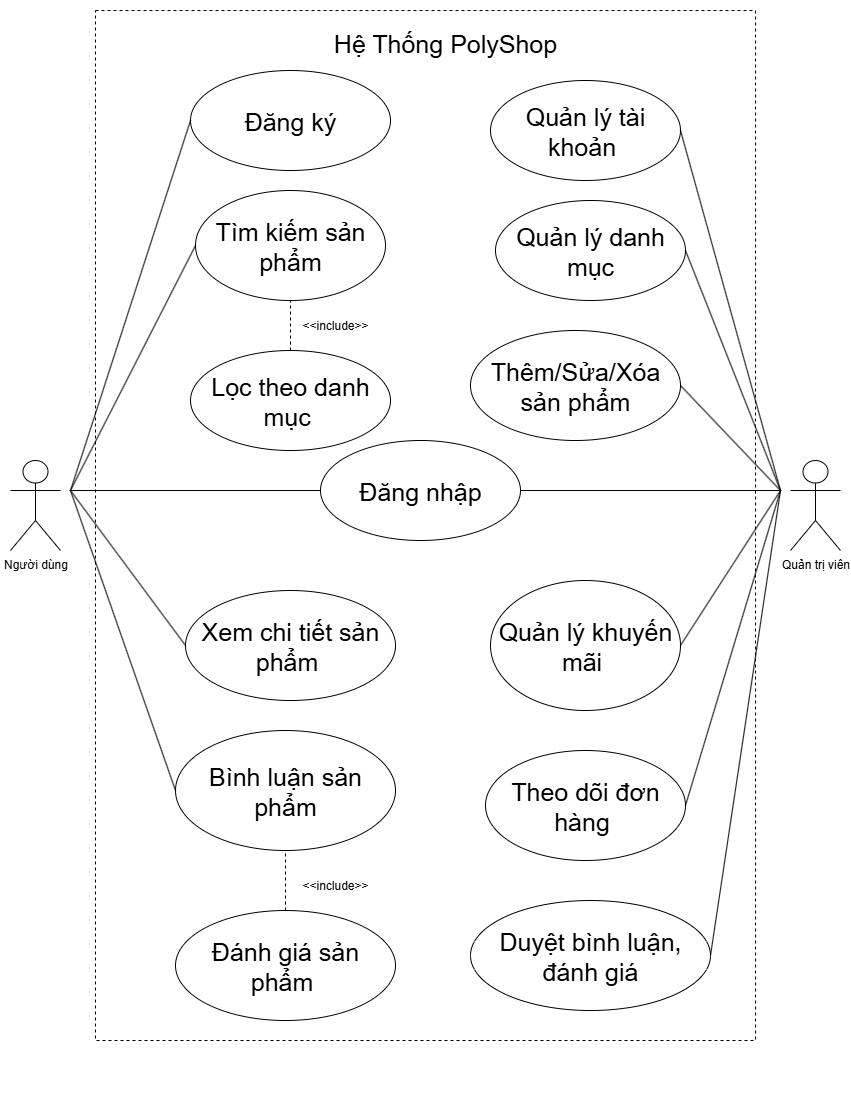 Hệ Thống PolyShop
Đăng ký
Quản lý tài
khoản
Tìm kiếm sản
phẩm
Quản lý danh
mục
<<include>>
Lọc theo danh
mục
Thêm/Sửa/Xóa
sản phẩm
Đăng nhập
Người dùng
Quản trị viên
Xem chi tiết sản
phẩm
Quản lý khuyến
mãi
Bình luận sản
phẩm
Theo dõi đơn
hàng
<<include>>
Đánh giá sản
phẩm
Duyệt bình luận,
đánh giá